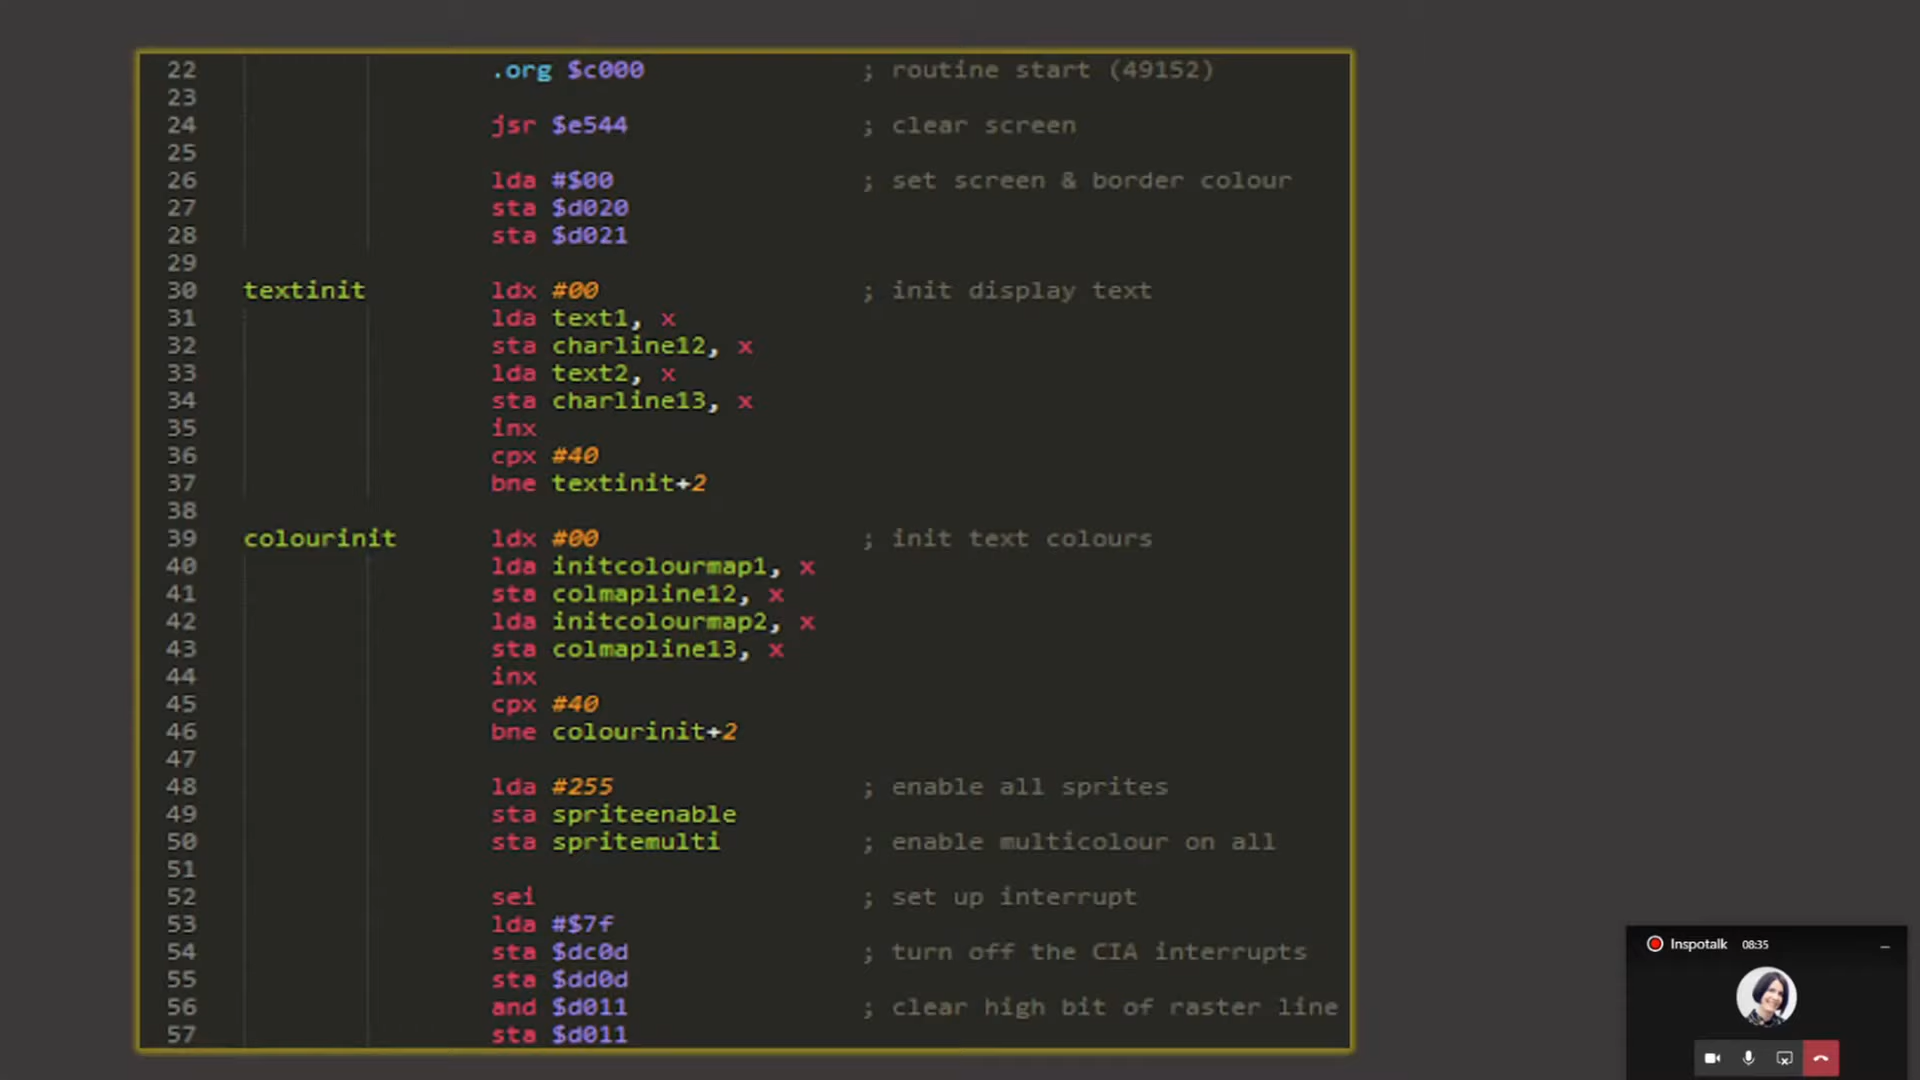 22 .org $c000 ; routine start (49152)
23
24 jsr $e544 ; clear screen
25
26 lda #$00 ; set screen & border colour
27 sta $d020
28 sta $d021
29
30 textinit ldx #00 ; init display text
31 lda text1, x
32 sta charline12, x
33 lda text2, x
34 sta charline13, x
35 inx
36 cpx #40
37 bne textinit+2
38
39 colourinit ldx #00 ; init text colours
40 lda initcolourmap1, x
41 sta colmapline12, x
42 lda initcolourmap2, x
43 sta colmapline13, x
44 inx
45 cpx #40
46 bne colourinit+2
47
48 lda #255 ; enable all sprites
49 sta spriteenable
50 sta spritemulti ; enable multicolour on all
51
52 sei ; set up interrupt
53 lda #$7f
54 sta $dc0d ; turn off the CIA interrupts
55 sta $dd0d
56 and $d011 ; clear high bit of raster line
57 sta $d011
Inspotalk 08:35